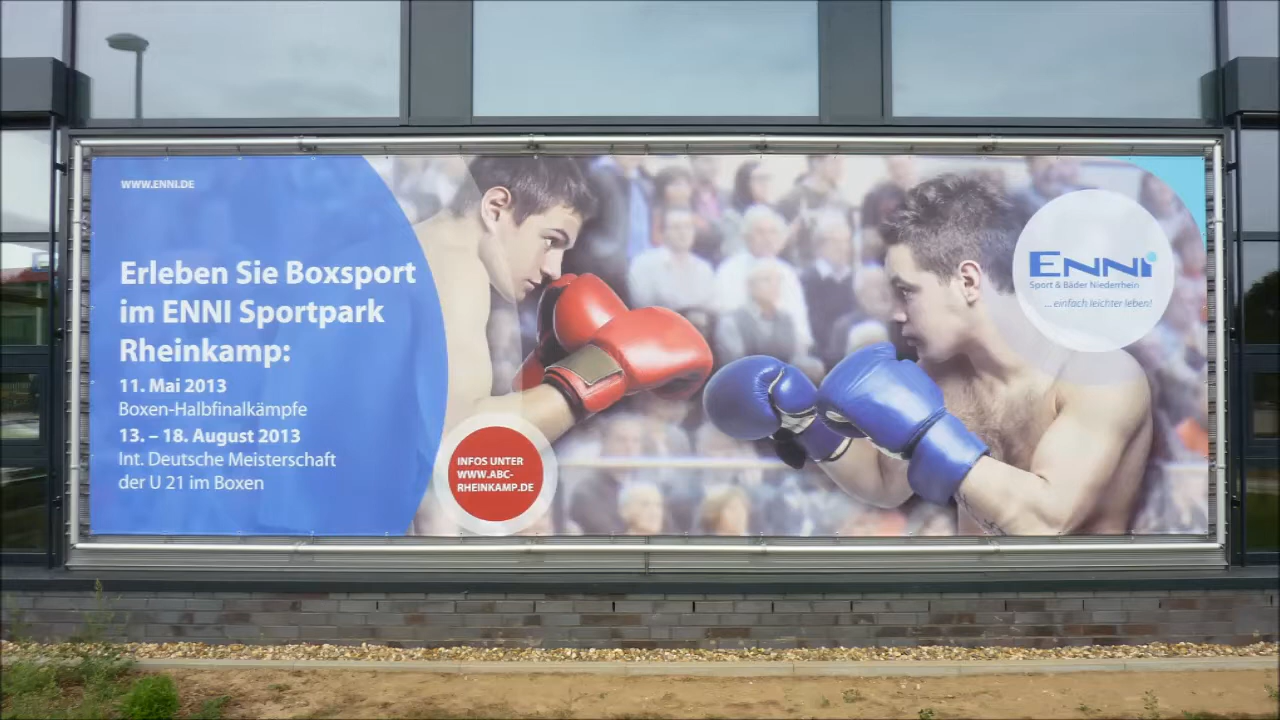 WWW.ENNI.DE
Erleben Sie Boxsport
im ENNI Sportpark
Rheinkamp:
11. Mai 2013
Boxen-Halbfinalkämpfe
13. – 18. August 2013
Int. Deutsche Meisterschaft
der U 21 im Boxen
INFOS UNTER
WWW.ABC-
RHEINKAMP.DE
ENNI
Sport & Bäder Niederrhein
...einfach leichter leben!